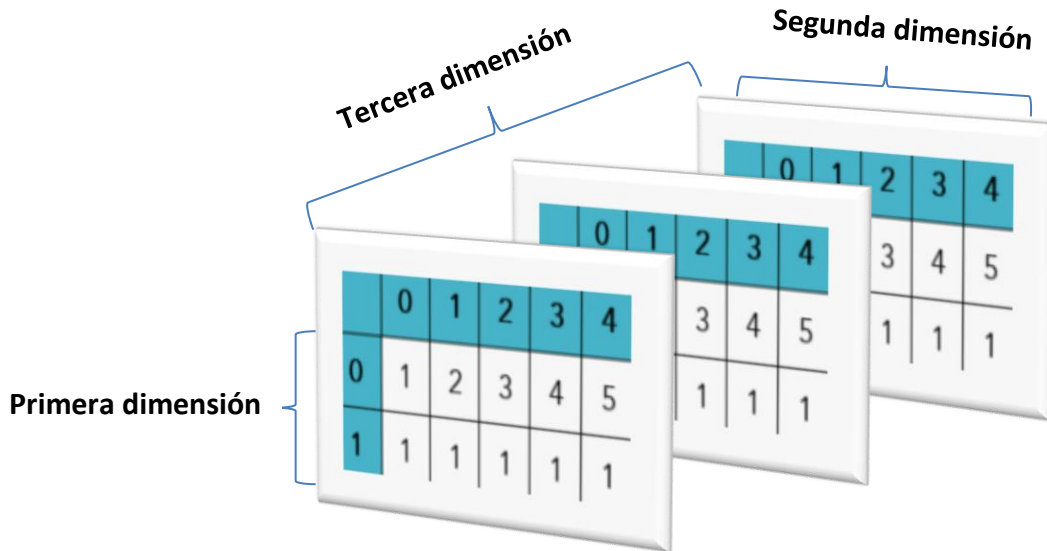 Segunda dimensión
Tercera dimensión
0 1 2 3 4
3 4 5
1 1 1
0 1 2 3 4
3 4 5
1 1 1
Primera dimensión
0 1 2 3 4
0 1 2 3 4 5
1 1 1 1 1 1